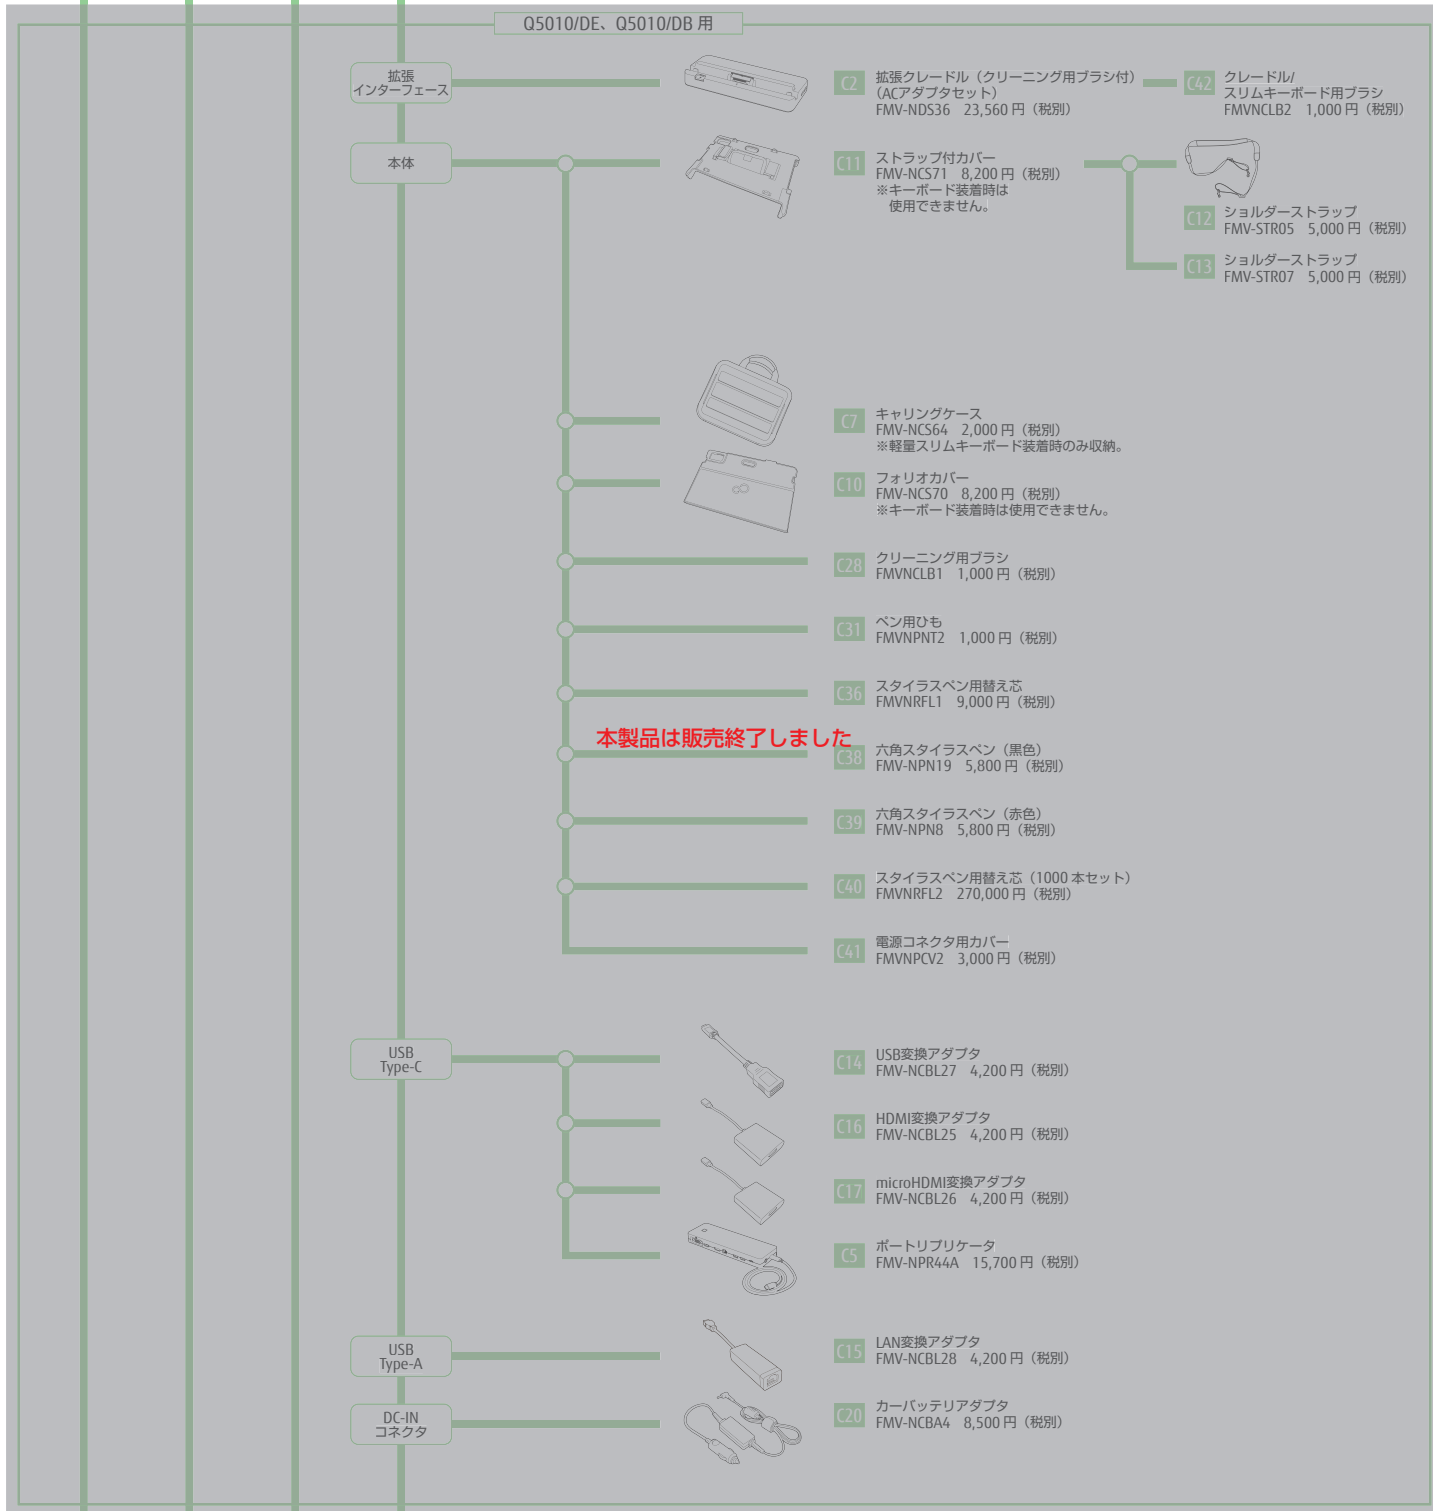 Q5010/DE、Q5010/DB 用
拡張
インターフェース
C2
拡張クレードル（クリーニング用ブラシ付）
（ACアダプタセット）
FMV-NDS36 23,560 円（税別）
C42
クレードル/
スリムキーボード用ブラシ
FMVNCLB2 1,000 円（税別）
本体
C11
ストラップ付カバー
FMV-NCS71 8,200 円（税別）
※キーボード装着時は
使用できません。
C12
ショルダーストラップ
FMV-STR05 5,000 円（税別）
C13
ショルダーストラップ
FMV-STR07 5,000 円（税別）
C7
キャリングケース
FMV-NCS64 2,000 円（税別）
※軽量スリムキーボード装着時のみ収納。
C10
フォリオカバー
FMV-NCS70 8,200 円（税別）
※キーボード装着時は使用できません。
C28
クリーニング用ブラシ
FMVNCLB1 1,000 円（税別）
C31
ペン用ひも
FMVNPNT2 1,000 円（税別）
C36
スタイラスペン用替え芯
FMVNRFL1 9,000 円（税別）
本製品は販売終了しました
C38
六角スタイラスペン（黒色）
FMV-NPN19 5,800 円（税別）
C39
六角スタイラスペン（赤色）
FMV-NPN8 5,800 円（税別）
C40
スタイラスペン用替え芯（1000 本セット）
FMVNRFL2 270,000 円（税別）
C41
電源コネクタ用カバー
FMVNPCV2 3,000 円（税別）
USB
Type-C
C14
USB変換アダプタ
FMV-NCBL27 4,200 円（税別）
C16
HDMI変換アダプタ
FMV-NCBL25 4,200 円（税別）
C17
microHDMI変換アダプタ
FMV-NCBL26 4,200 円（税別）
C5
ポートリプリケータ
FMV-NPR44A 15,700 円（税別）
USB
Type-A
C15
LAN変換アダプタ
FMV-NCBL28 4,200 円（税別）
DC-IN
コネクタ
C20
カーバッテリアダプタ
FMV-NCBA4 8,500 円（税別）